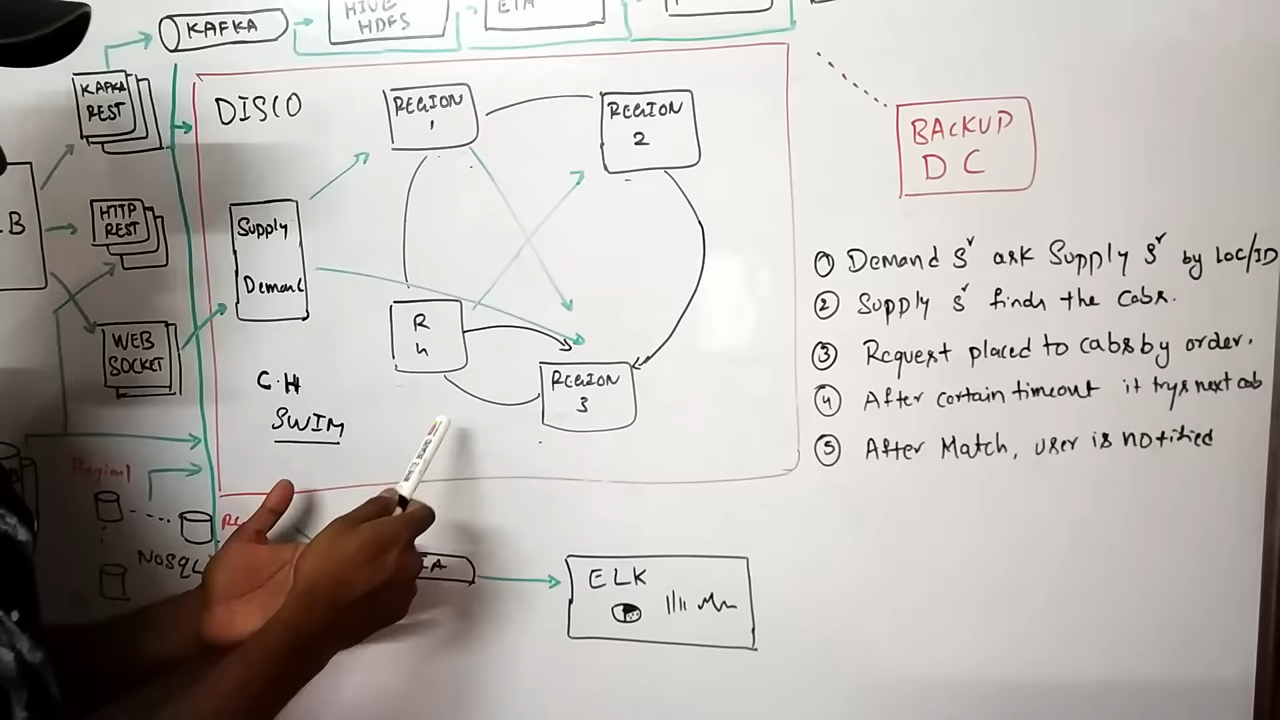 KAFKA
HIVE
HDFS
ETA
KAFKA
REST
DISCO
REGION
1
REGION
2
BACKUP
DC
B
HTTP
REST
Supply
Demand
WEB
SOCKET
R
4
REGION
3
C.H
SWIM
① Demand Sʳ ask Supply Sʳ by LOC/ID
② Supply Sʳ finds the cabs.
③ Request placed to cabs by order.
④ After certain timeout it trys next cab
⑤ After Match, user is notified
Region1
NOSQL
ELK